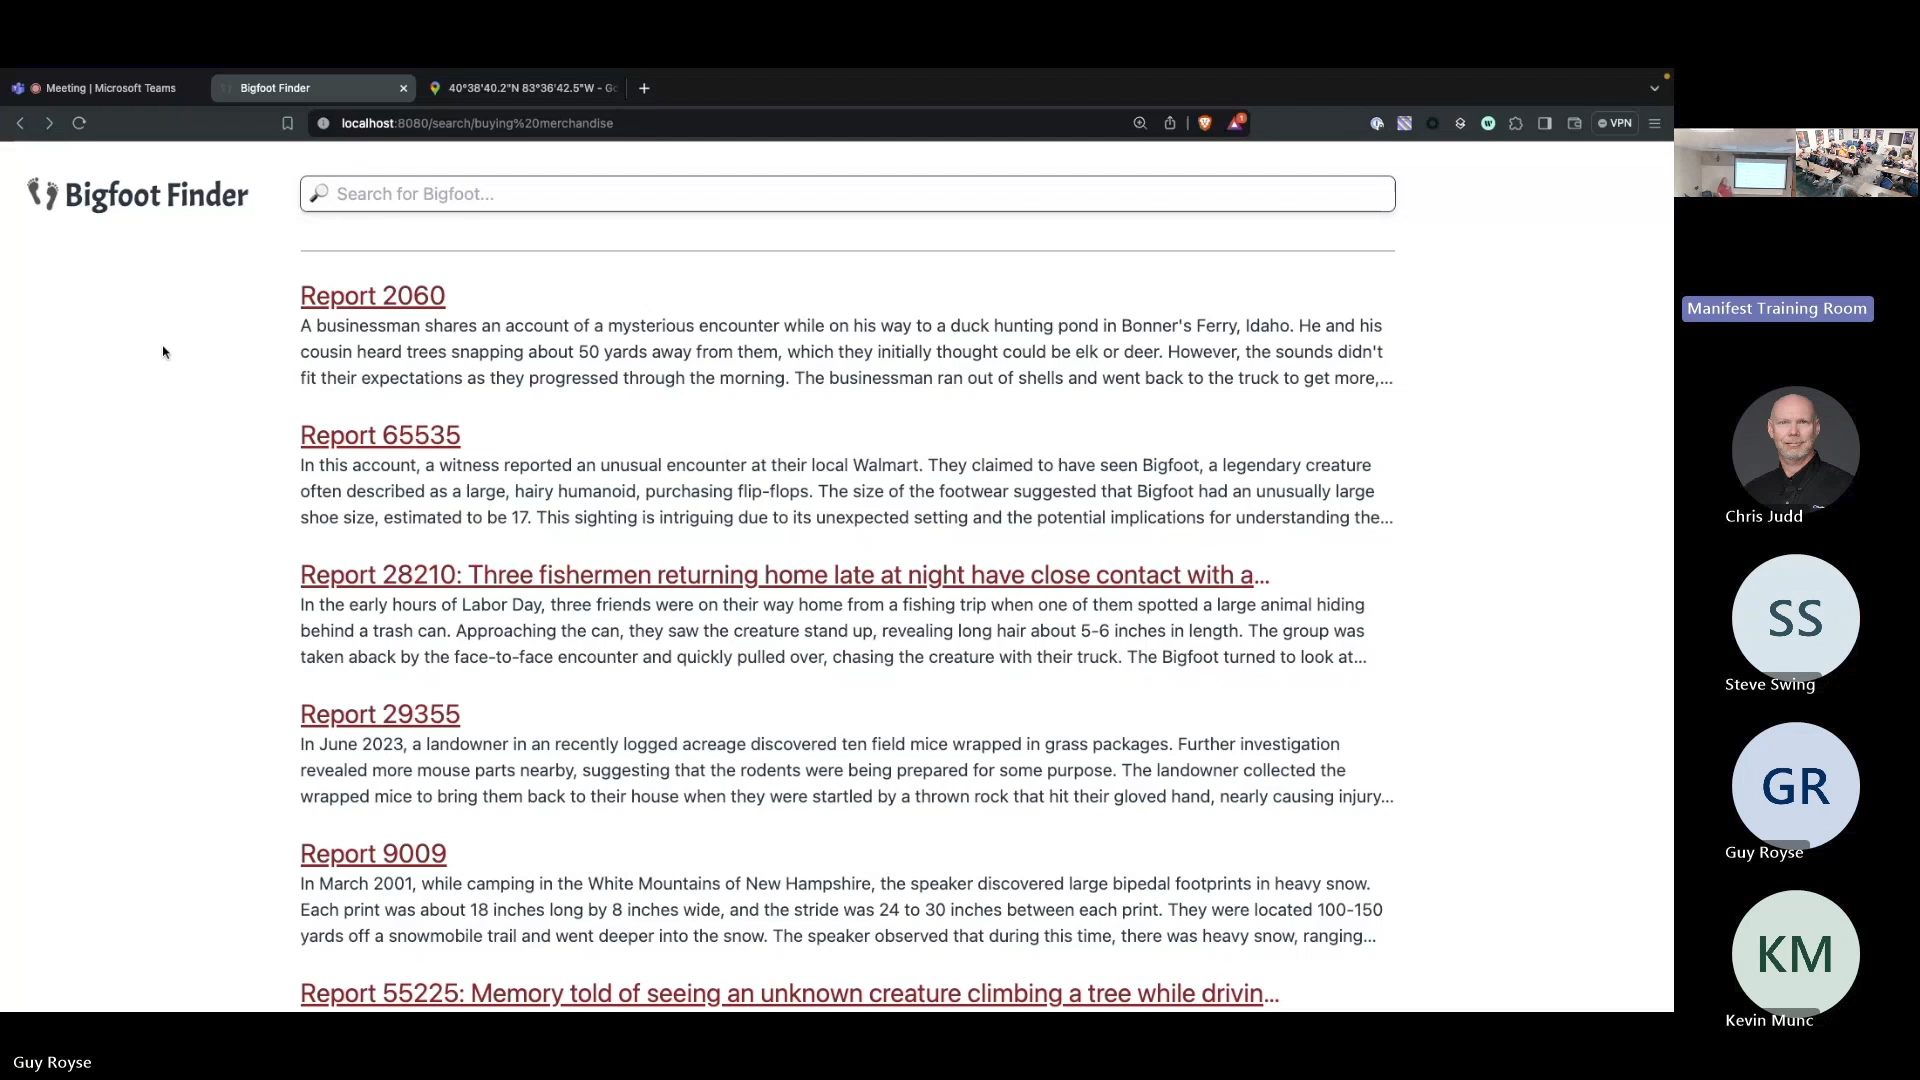 Meeting | Microsoft Teams
Bigfoot Finder
40°38'40.2"N 83°36'42.5"W - Go
localhost:8080/search/buying%20merchandise
1
VPN
Bigfoot Finder
Search for Bigfoot...
Report 2060
A businessman shares an account of a mysterious encounter while on his way to a duck hunting pond in Bonner's Ferry, Idaho. He and his
cousin heard trees snapping about 50 yards away from them, which they initially thought could be elk or deer. However, the sounds didn't
fit their expectations as they progressed through the morning. The businessman ran out of shells and went back to the truck to get more,...
Report 65535
In this account, a witness reported an unusual encounter at their local Walmart. They claimed to have seen Bigfoot, a legendary creature
often described as a large, hairy humanoid, purchasing flip-flops. The size of the footwear suggested that Bigfoot had an unusually large
shoe size, estimated to be 17. This sighting is intriguing due to its unexpected setting and the potential implications for understanding the...
Report 28210: Three fishermen returning home late at night have close contact with a...
In the early hours of Labor Day, three friends were on their way home from a fishing trip when one of them spotted a large animal hiding
behind a trash can. Approaching the can, they saw the creature stand up, revealing long hair about 5-6 inches in length. The group was
taken aback by the face-to-face encounter and quickly pulled over, chasing the creature with their truck. The Bigfoot turned to look at...
Report 29355
In June 2023, a landowner in an recently logged acreage discovered ten field mice wrapped in grass packages. Further investigation
revealed more mouse parts nearby, suggesting that the rodents were being prepared for some purpose. The landowner collected the
wrapped mice to bring them back to their house when they were startled by a thrown rock that hit their gloved hand, nearly causing injury...
Report 9009
In March 2001, while camping in the White Mountains of New Hampshire, the speaker discovered large bipedal footprints in heavy snow.
Each print was about 18 inches long by 8 inches wide, and the stride was 24 to 30 inches between each print. They were located 100-150
yards off a snowmobile trail and went deeper into the snow. The speaker observed that during this time, there was heavy snow, ranging...
Report 55225: Memory told of seeing an unknown creature climbing a tree while drivin...
Manifest Training Room
Chris Judd
SS
Steve Swing
GR
Guy Royse
KM
Kevin Munc
Guy Royse